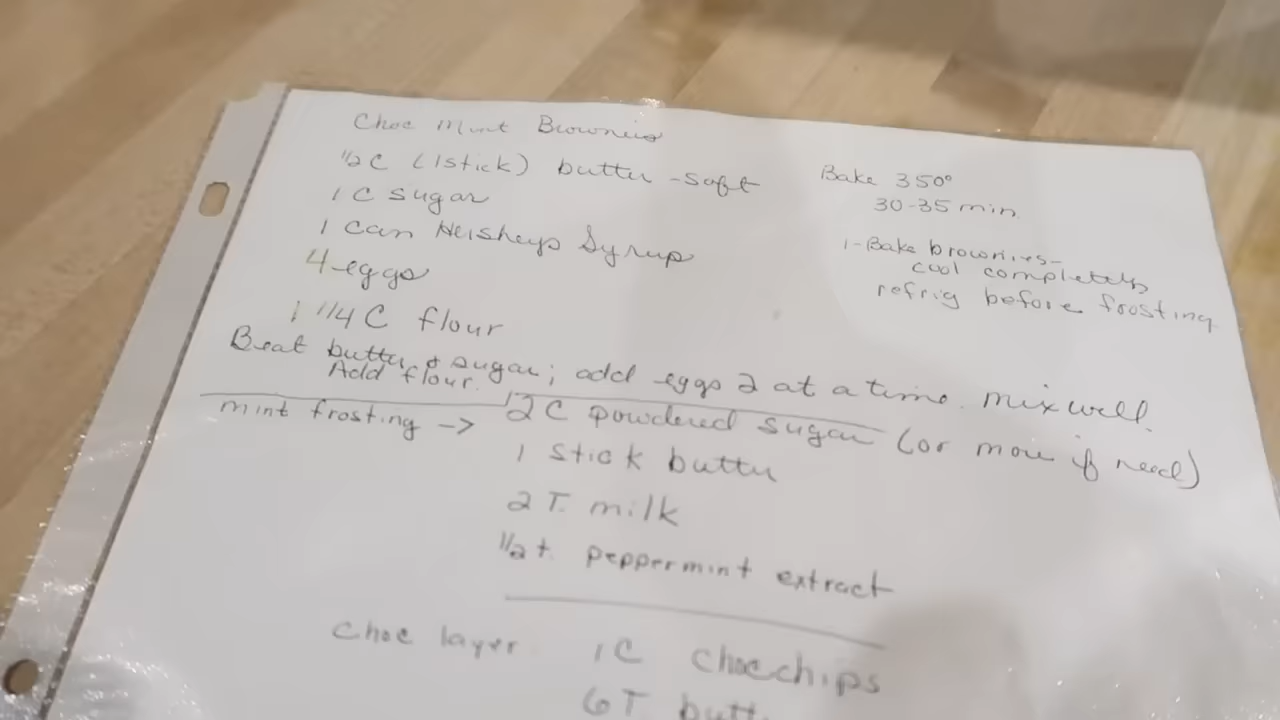 Choc Mint Brownies
1/2 C (1 stick) butter - soft
1 C sugar
1 can Hersheys Syrup
4 eggs
1 1/4 C flour
Beat butter & sugar; add eggs 2 at a time. mix well.
Add flour.
Bake 350°
30-35 min.
1- Bake brownies-
cool completely
refrig before frosting
mint frosting -> 2 C powdered sugar (or more if need)
1 stick butter
2 T. milk
1/2 t. peppermint extract
Choc layer. 1C Choc chips
6T